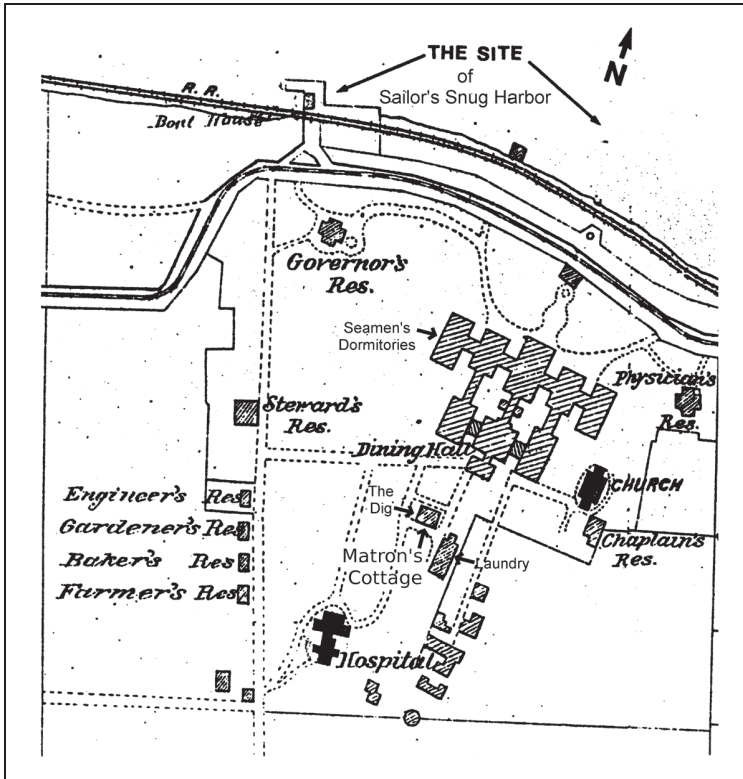 THE SITE
of
Sailor's Snug Harbor
N
R. R.
Boat House
Governor's
Res.
Seamen's
Dormitories
Physician's
Res.
Steward's
Res.
Dining Hall
CHURCH
The
Dig
Engineer's Res
Gardener's Res
Baker's Res
Farmer's Res
Matron's
Cottage
Laundry
Chaplain's
Res.
Hospital